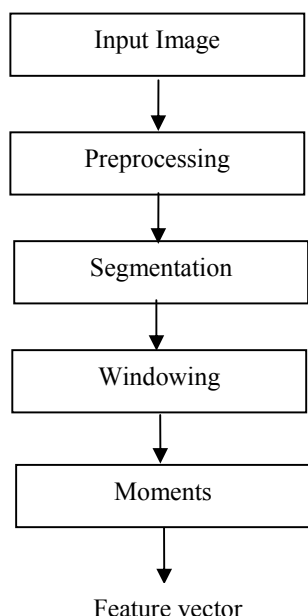 Input Image
Preprocessing
Segmentation
Windowing
Moments
Feature vector